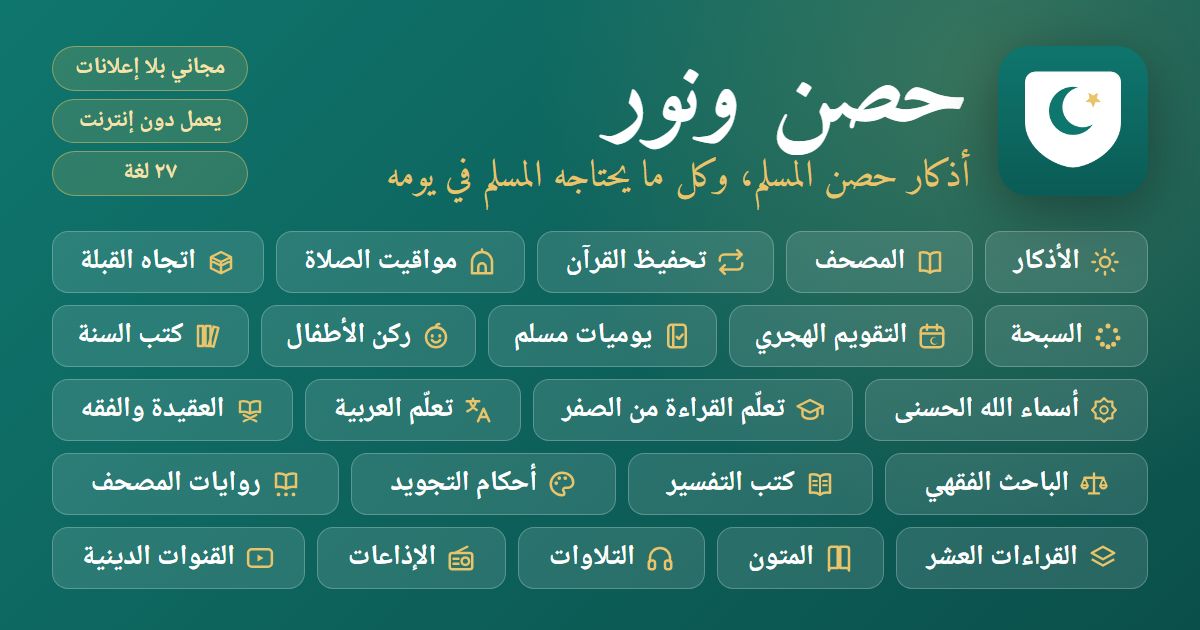 حصن ونور
أذكار حصن المسلم، وكل ما يحتاجه المسلم في يومه
مجاني بلا إعلانات
يعمل دون إنترنت
٢٧ لغة
الأذكار
المصحف
تحفيظ القرآن
مواقيت الصلاة
اتجاه القبلة
السبحة
التقويم الهجري
يوميات مسلم
ركن الأطفال
كتب السنة
أسماء الله الحسنى
تعلّم القراءة من الصفر
تعلّم العربية
العقيدة والفقه
الباحث الفقهي
كتب التفسير
أحكام التجويد
روايات المصحف
القراءات العشر
المتون
التلاوات
الإذاعات
القنوات الدينية